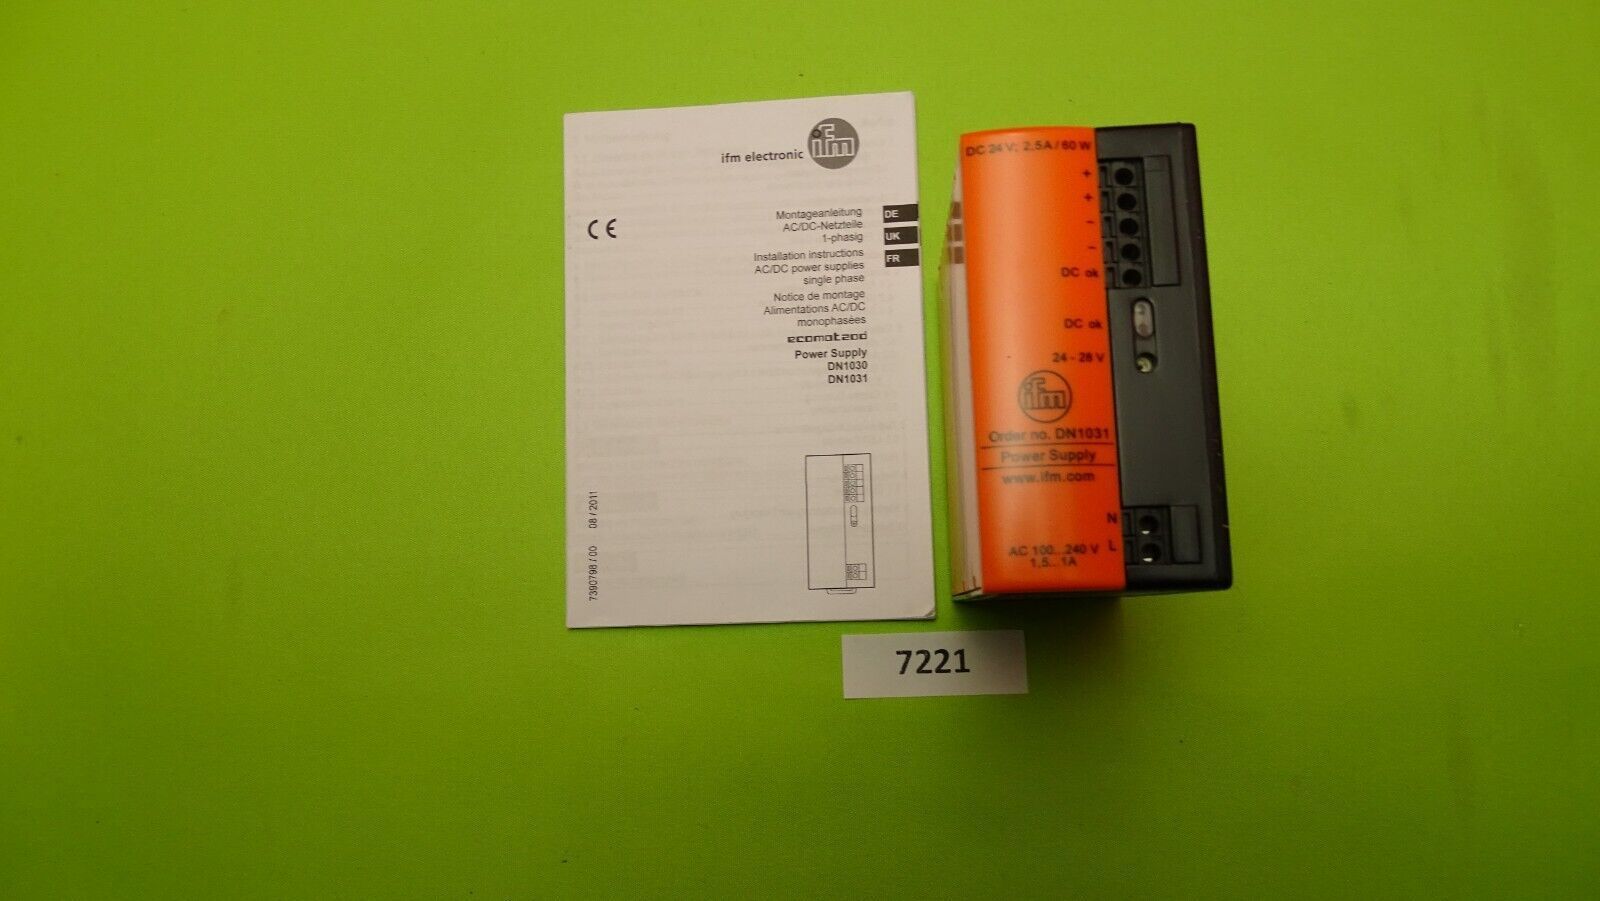 ifm electronic
ifm
CE
Montageanleitung
AC/DC-Netzteile
1-phasig
DE
UK
FR
Installation instructions
AC/DC power supplies
single phase
Notice de montage
Alimentations AC/DC
monophasées
ecomat200
Power Supply
DN1030
DN1031
7390798 / 00 08 / 2011
DC 24 V; 2,5A / 60 W
+
+
-
-
DC ok
DC ok
24 - 28 V
ifm
Order no. DN1031
Power Supply
www.ifm.com
N
L
AC 100...240 V
1,5...1A
7221